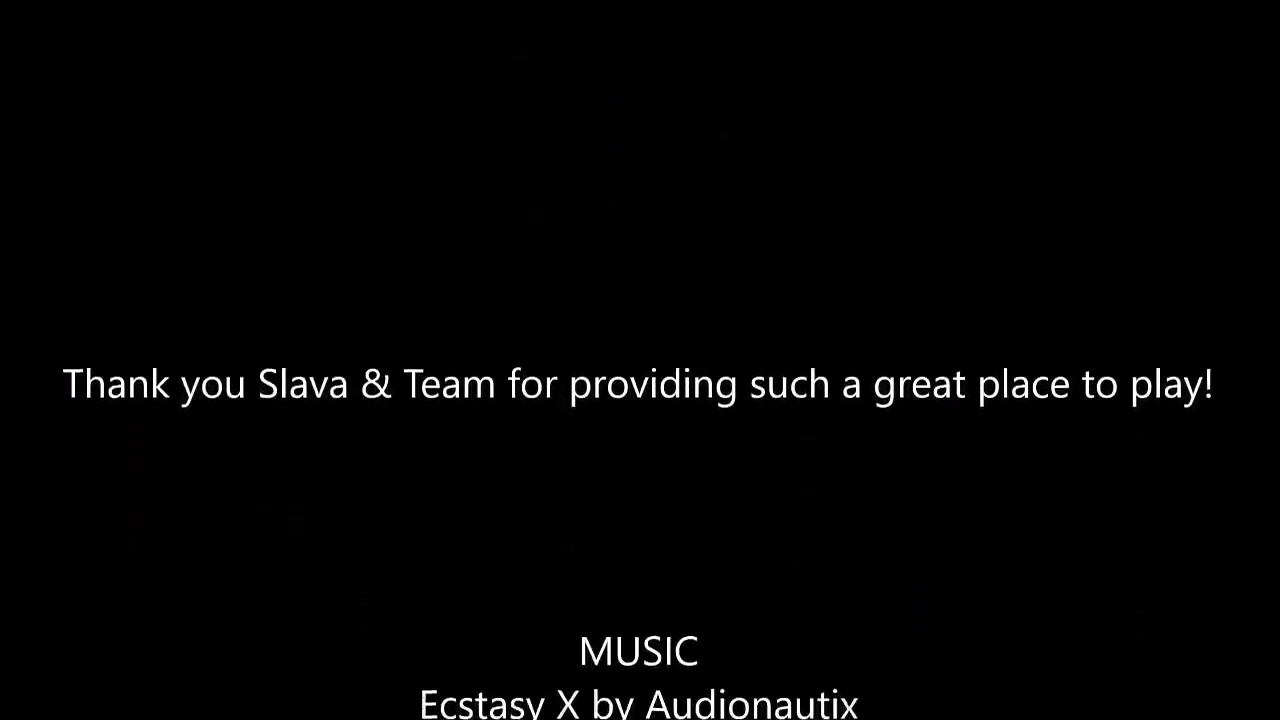 Thank you Slava & Team for providing such a great place to play!
MUSIC
Ecstasy X by Audionautix